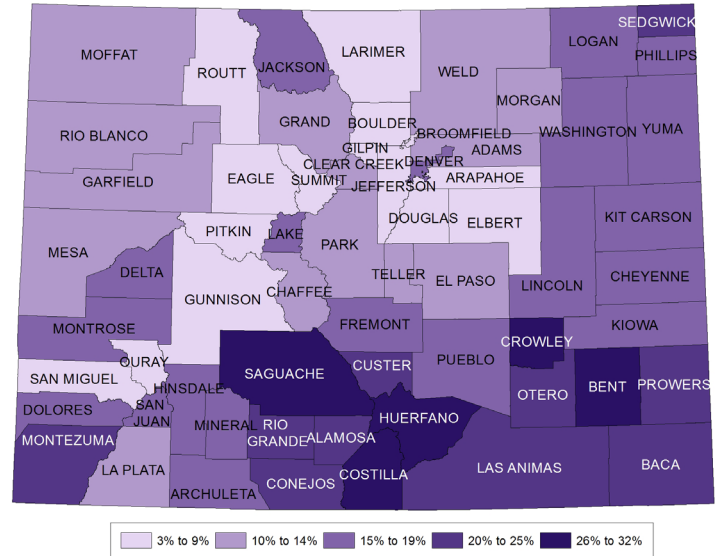 SEDGWICK
LARIMER
LOGAN
MOFFAT
PHILLIPS
JACKSON
ROUTT
WELD
MORGAN
GRAND
BOULDER
RIO BLANCO
BROOMFIELD
WASHINGTON
YUMA
GILPIN
ADAMS
CLEAR CREEK
DENVER
EAGLE
ARAPAHOE
SUMMIT
GARFIELD
JEFFERSON
DOUGLAS
ELBERT
KIT CARSON
PITKIN
LAKE
PARK
MESA
DELTA
TELLER
EL PASO
CHEYENNE
LINCOLN
CHAFFEE
GUNNISON
FREMONT
KIOWA
MONTROSE
CROWLEY
PUEBLO
OURAY
CUSTER
SAGUACHE
SAN MIGUEL
HINSDALE
OTERO
BENT
PROWERS
DOLORES
SAN
JUAN
HUERFANO
MINERAL
RIO
GRANDE
ALAMOSA
MONTEZUMA
LA PLATA
COSTILLA
LAS ANIMAS
BACA
CONEJOS
ARCHULETA
3% to 9%
10% to 14%
15% to 19%
20% to 25%
26% to 32%